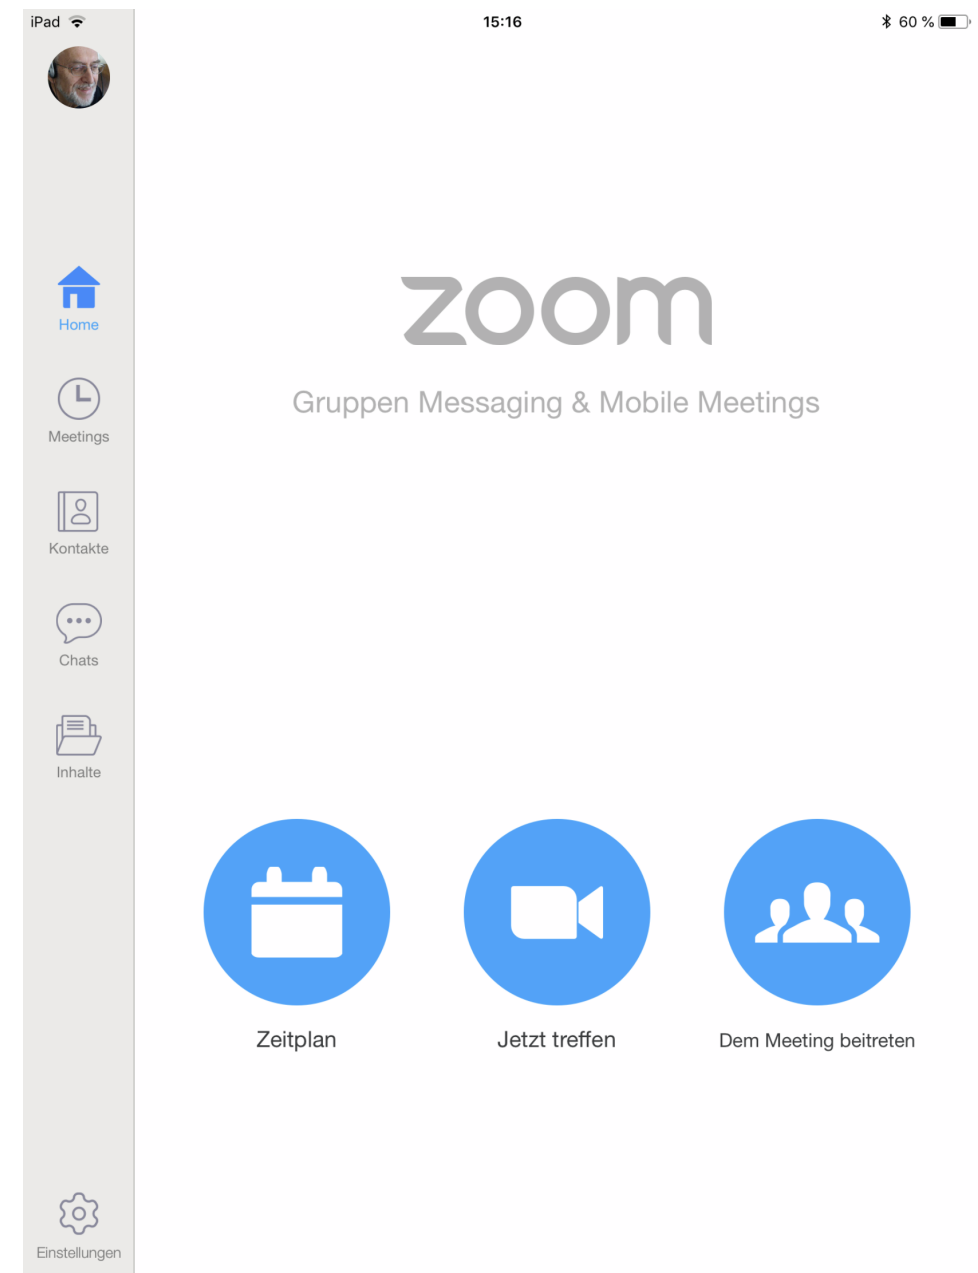 iPad 15:16 60 %
Home
Meetings
Kontakte
Chats
Inhalte
Einstellungen
zoom
Gruppen Messaging & Mobile Meetings
Zeitplan
Jetzt treffen
Dem Meeting beitreten